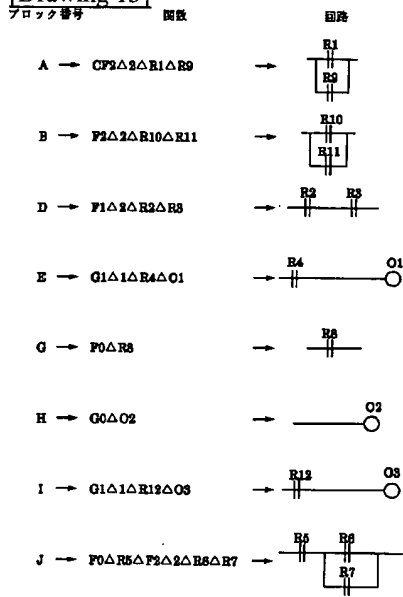 [Drawing 15]
ブロック番号 関数 回路
R1
A → CF2△2△R1△R9 →
R9
R10
B → F2△2△R10△R11 →
R11
D → F1△2△R2△R3 → R2 R3
E → G1△1△R4△O1 → R4 O1
G → F0△R8 → R8
H → G0△O2 → O2
I → G1△1△R12△O3 → R12 O3
J → F0△R5△F2△2△R6△R7 → R5 R6
R7